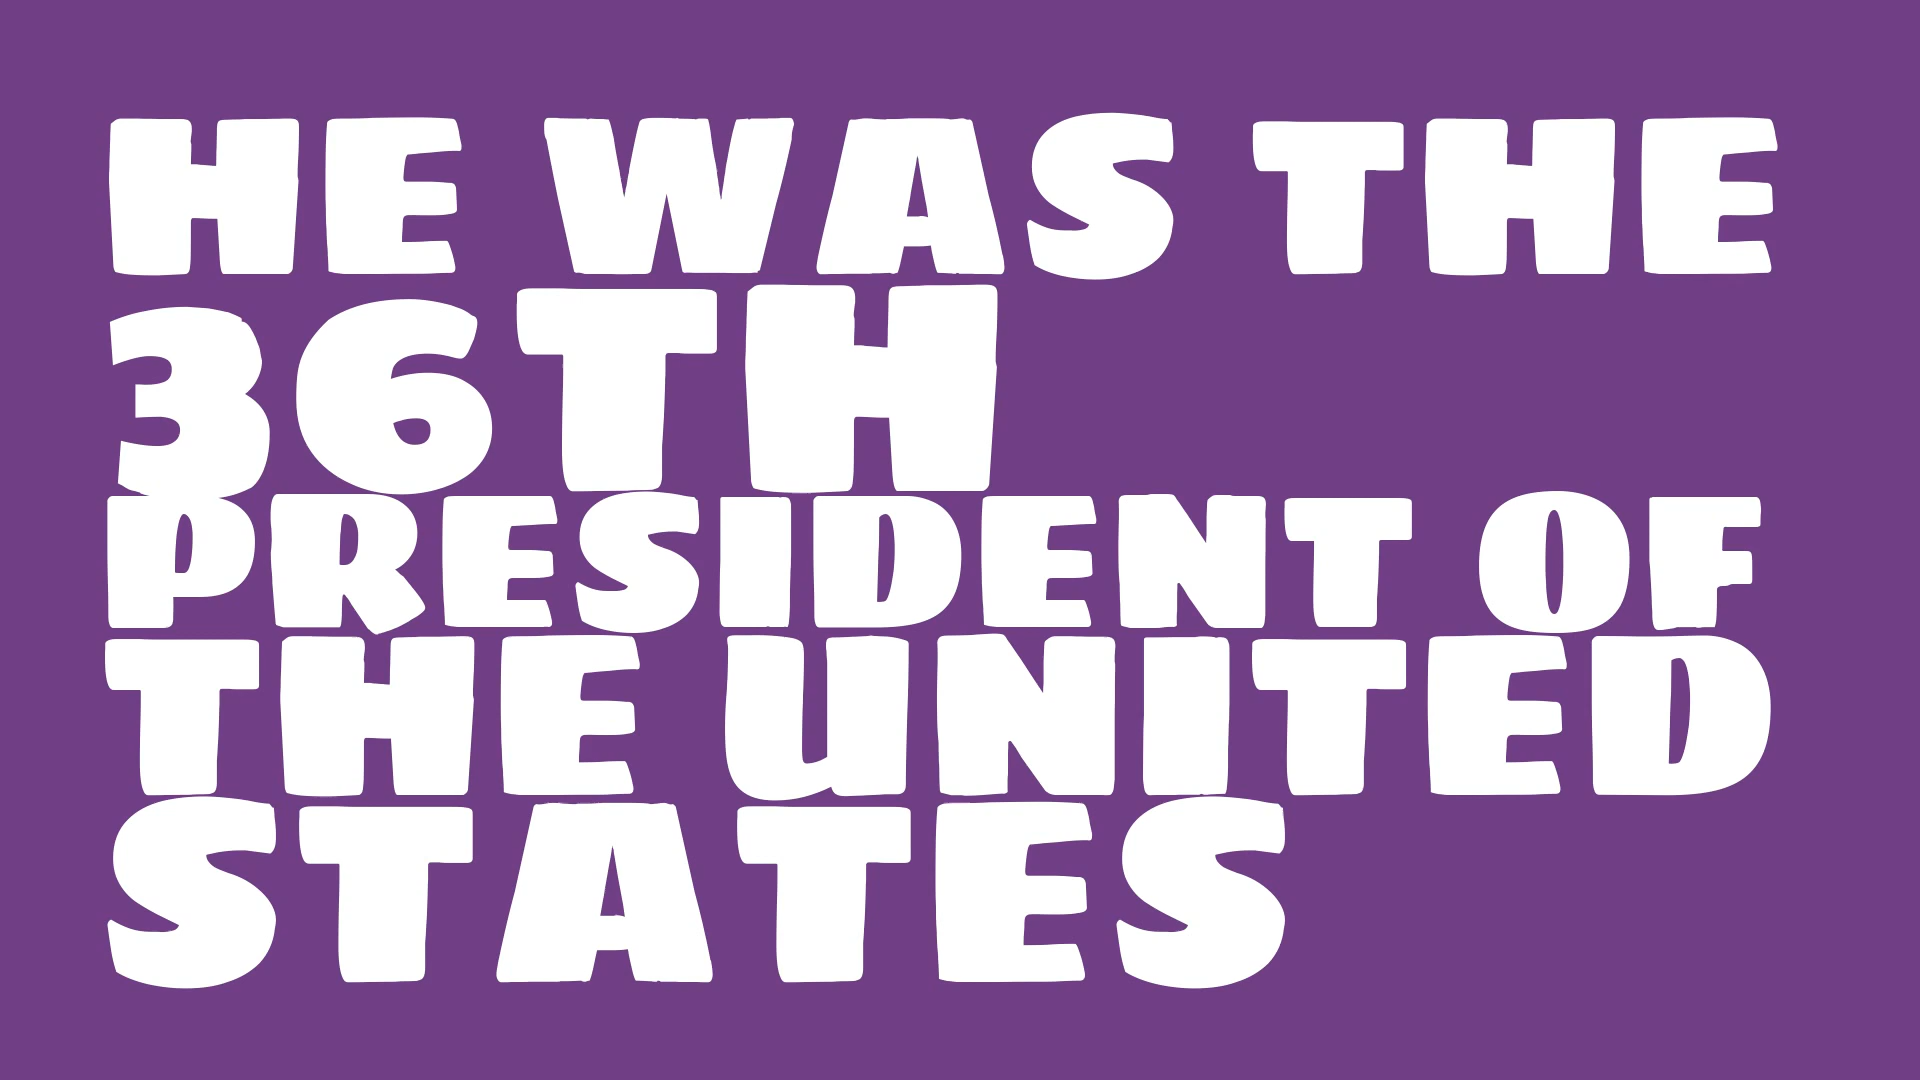 HE WAS THE
36TH
PRESIDENT OF
THE UNITED
STATES